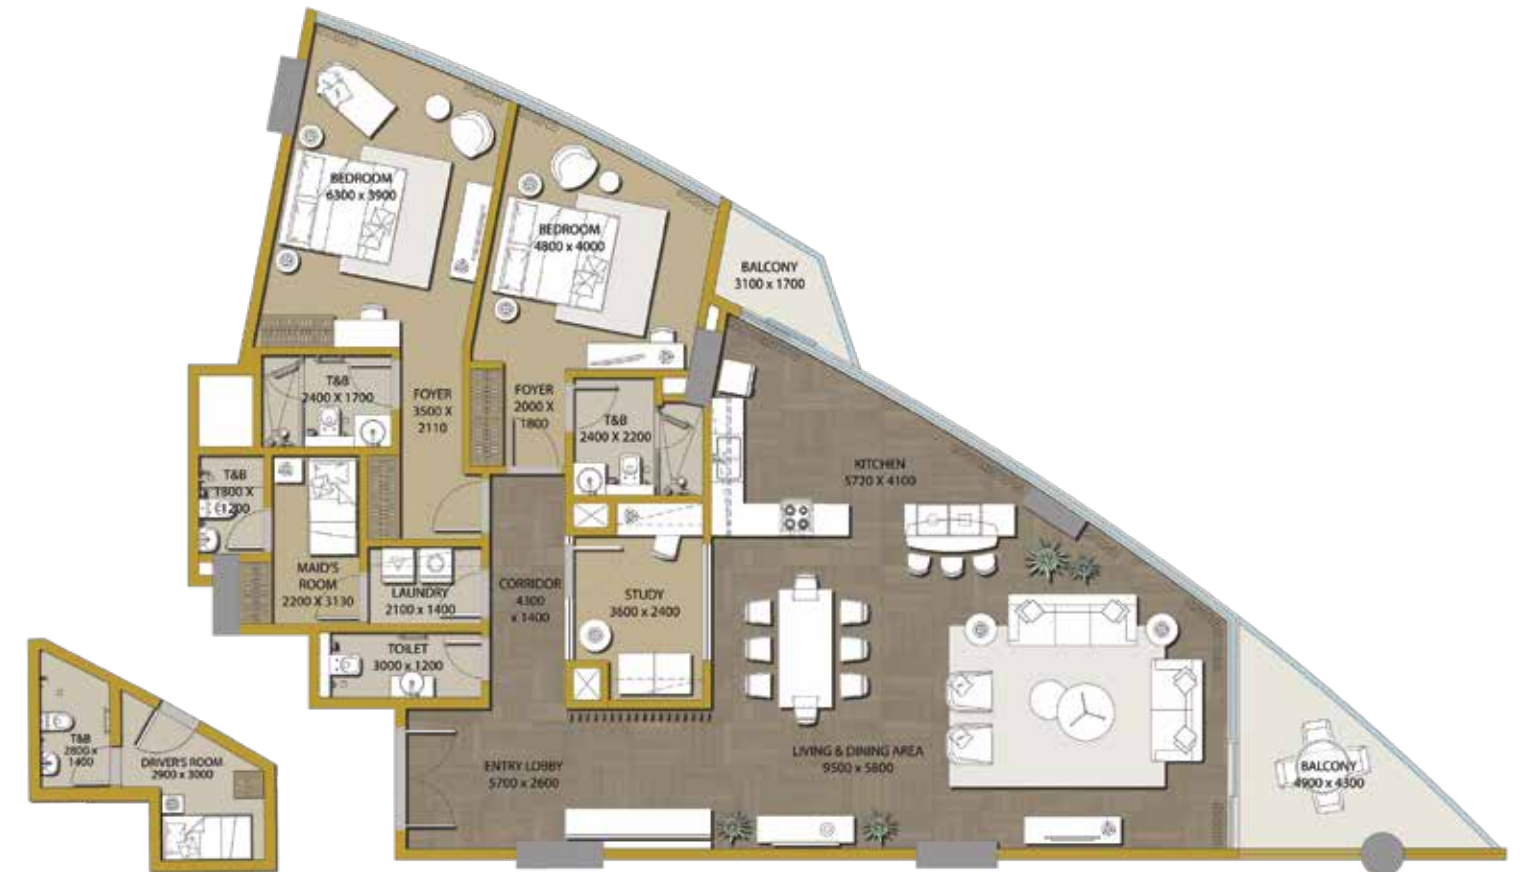 BEDROOM
6300 x 3900
BEDROOM
4800 x 4000
BALCONY
3100 x 1700
T&B
2400 x 1700
FOYER
3500 X
2110
FOYER
2000 X
1800
T&B
2400 X 2200
KITCHEN
5720 X 4100
T&B
1800 X
1200
MAID'S
ROOM
2200 X 3130
LAUNDRY
2100 x 1400
CORRIDOR
4300
x 1400
STUDY
3600 x 2400
TOILET
3000 x 1200
T&B
2800 x
1400
DRIVER'S ROOM
2900 x 3000
ENTRY LOBBY
5700 x 2600
LIVING & DINING AREA
9500 x 5800
BALCONY
4900 x 4300